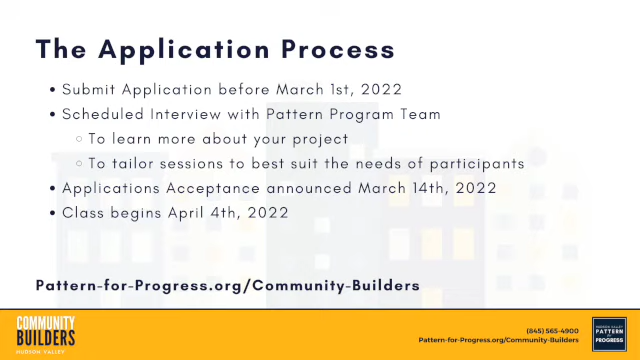 The Application Process
• Submit Application before March 1st, 2022
• Scheduled Interview with Pattern Program Team
○ To learn more about your project
○ To tailor sessions to best suit the needs of participants
• Applications Acceptance announced March 14th, 2022
• Class begins April 4th, 2022
Pattern-for-Progress.org/Community-Builders
COMMUNITY
BUILDERS
HUDSON VALLEY
(845) 565-4900
Pattern-for-Progress.org/Community-Builders
HUDSON VALLEY
PATTERN
for
PROGRESS